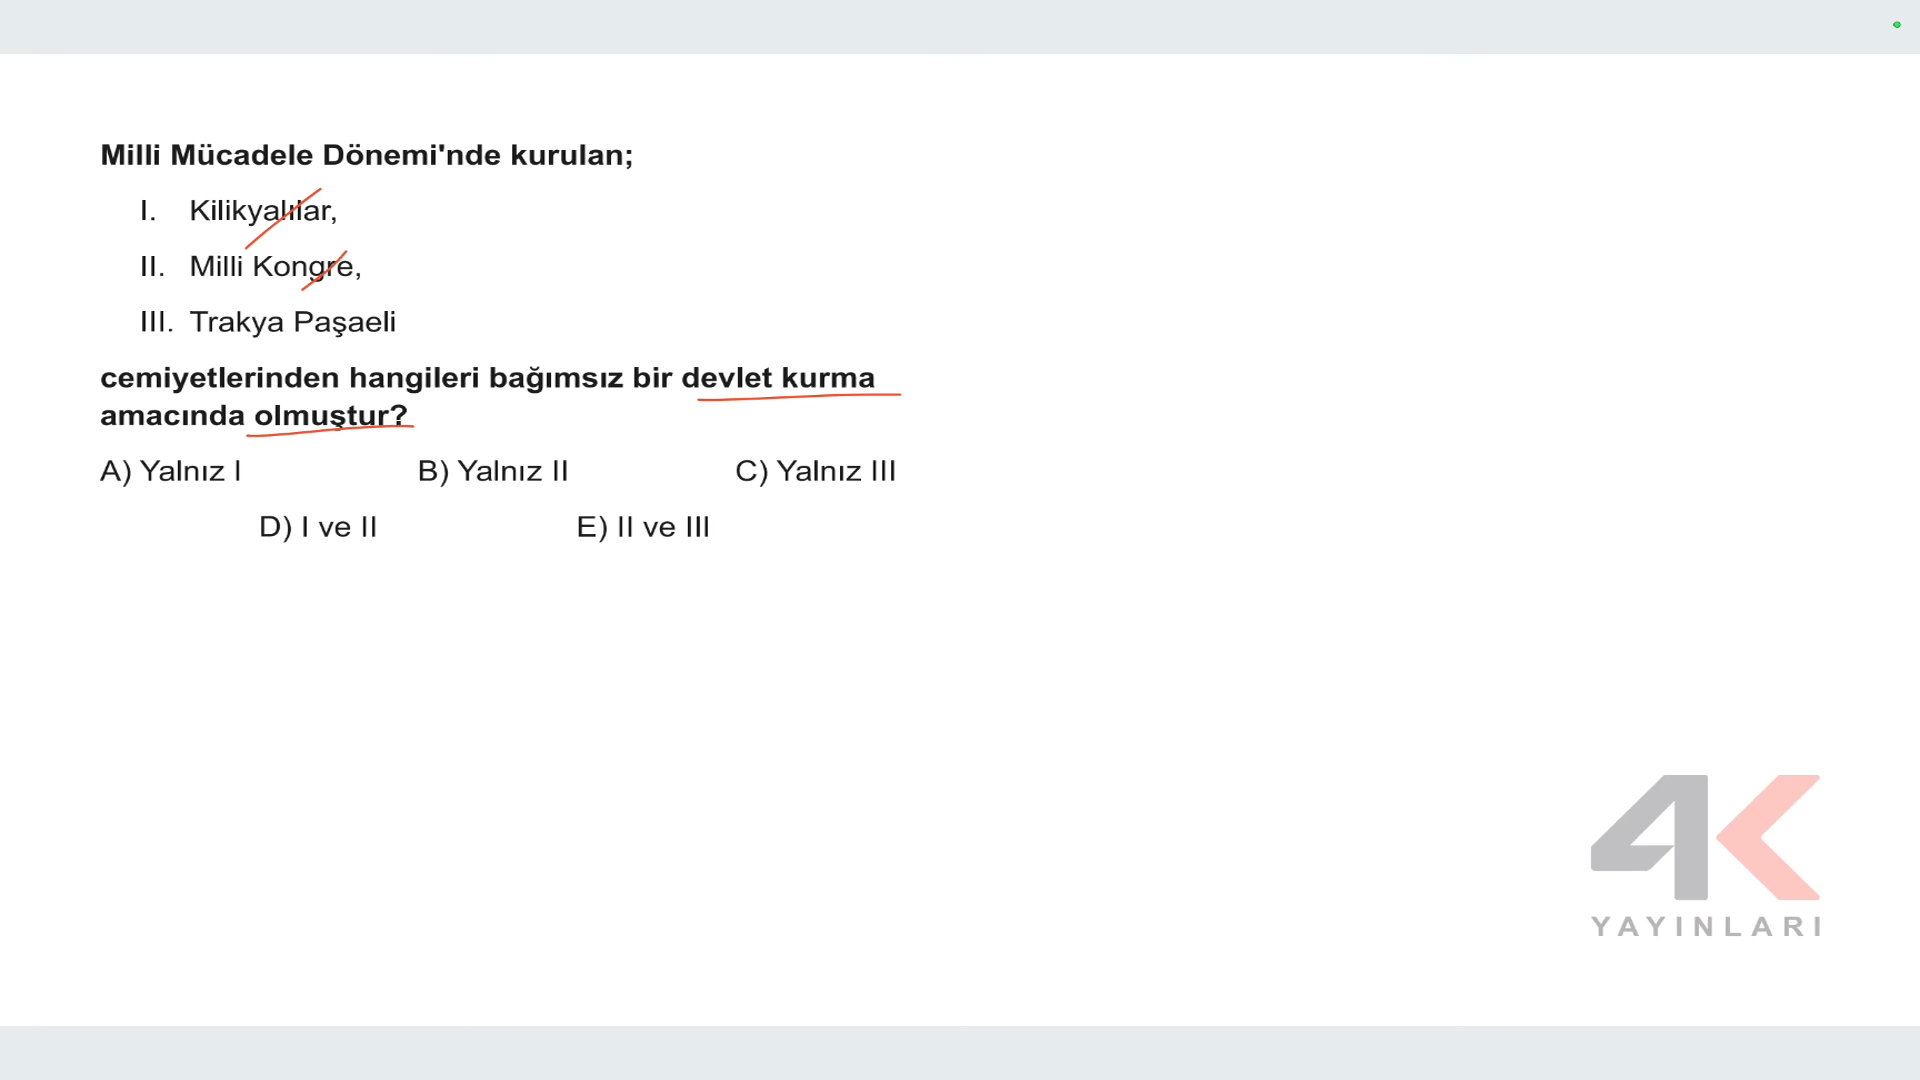 Milli Mücadele Dönemi'nde kurulan;
I. Kilikyalılar,
II. Milli Kongre,
III. Trakya Paşaeli
cemiyetlerinden hangileri bağımsız bir devlet kurma
amacında olmuştur?
A) Yalnız I B) Yalnız II C) Yalnız III
D) I ve II E) II ve III
4K
YAYINLARI